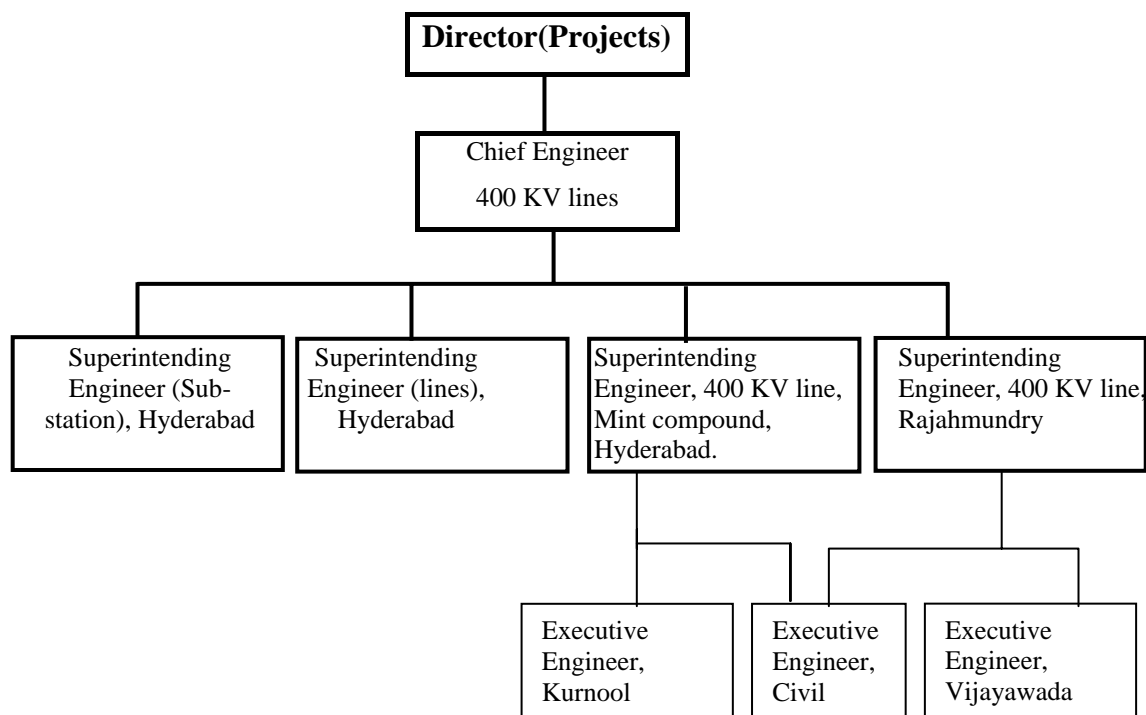 Director(Projects)
Chief Engineer
400 KV lines
Superintending
Engineer (Sub-
station), Hyderabad
Superintending
Engineer (lines),
Hyderabad
Superintending
Engineer, 400 KV line,
Mint compound,
Hyderabad.
Superintending
Engineer, 400 KV line,
Rajahmundry
Executive
Engineer,
Kurnool
Executive
Engineer,
Civil
Executive
Engineer,
Vijayawada